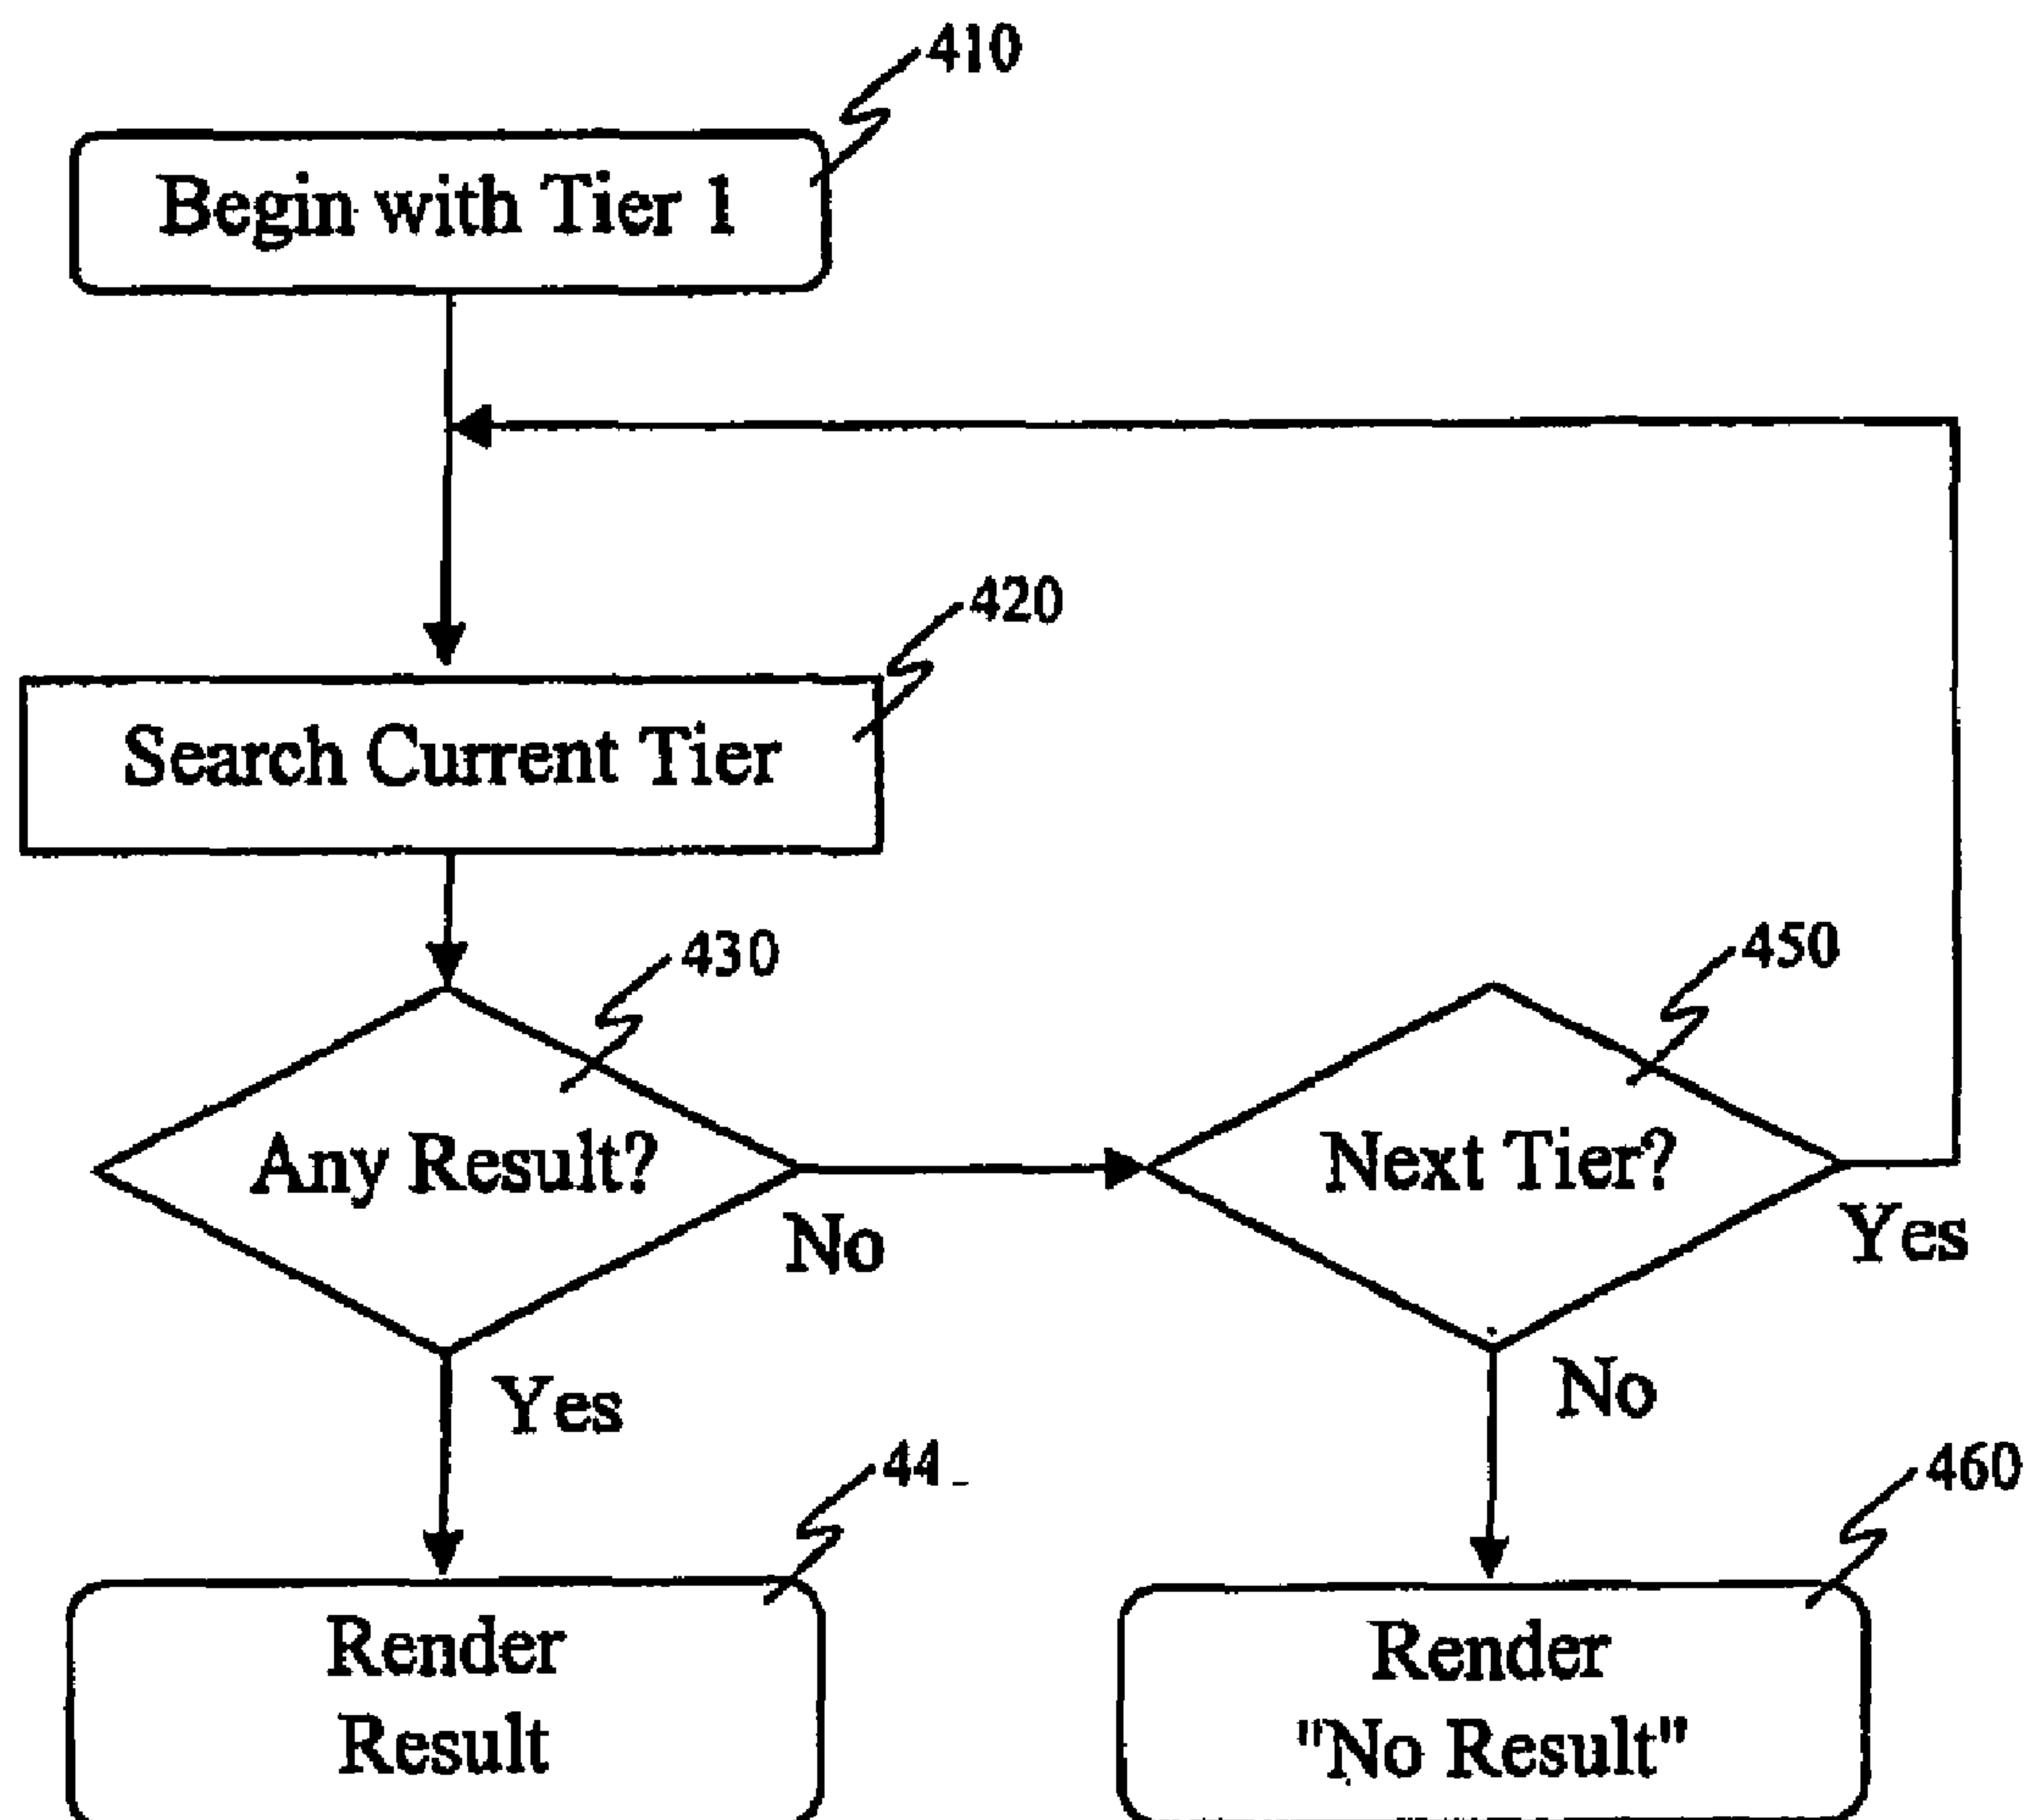 410
Begin with Tier 1
420
Search Current Tier
430
450
Any Result?
Next Tier?
No
Yes
Yes
No
44
460
Render
Result
Render
"No Result"